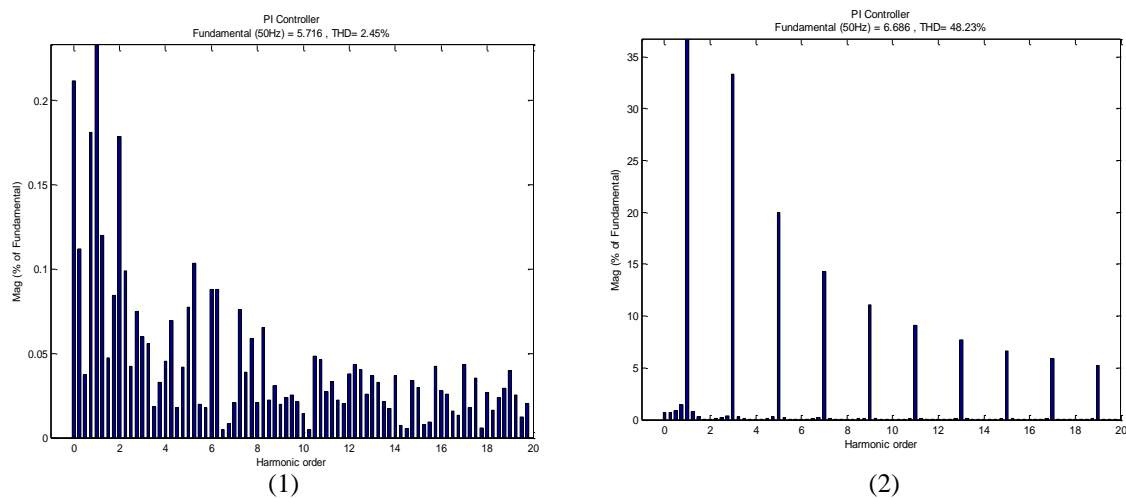 PI Controller
Fundamental (50Hz) = 5.716 , THD= 2.45%
0.2
0.15
0.1
0.05
0
Mag (% of Fundamental)
0 2 4 6 8 10 12 14 16 18 20
Harmonic order
(1)
PI Controller
Fundamental (50Hz) = 6.686 , THD= 48.23%
35
30
25
20
15
10
5
0
Mag (% of Fundamental)
0 2 4 6 8 10 12 14 16 18 20
Harmonic order
(2)